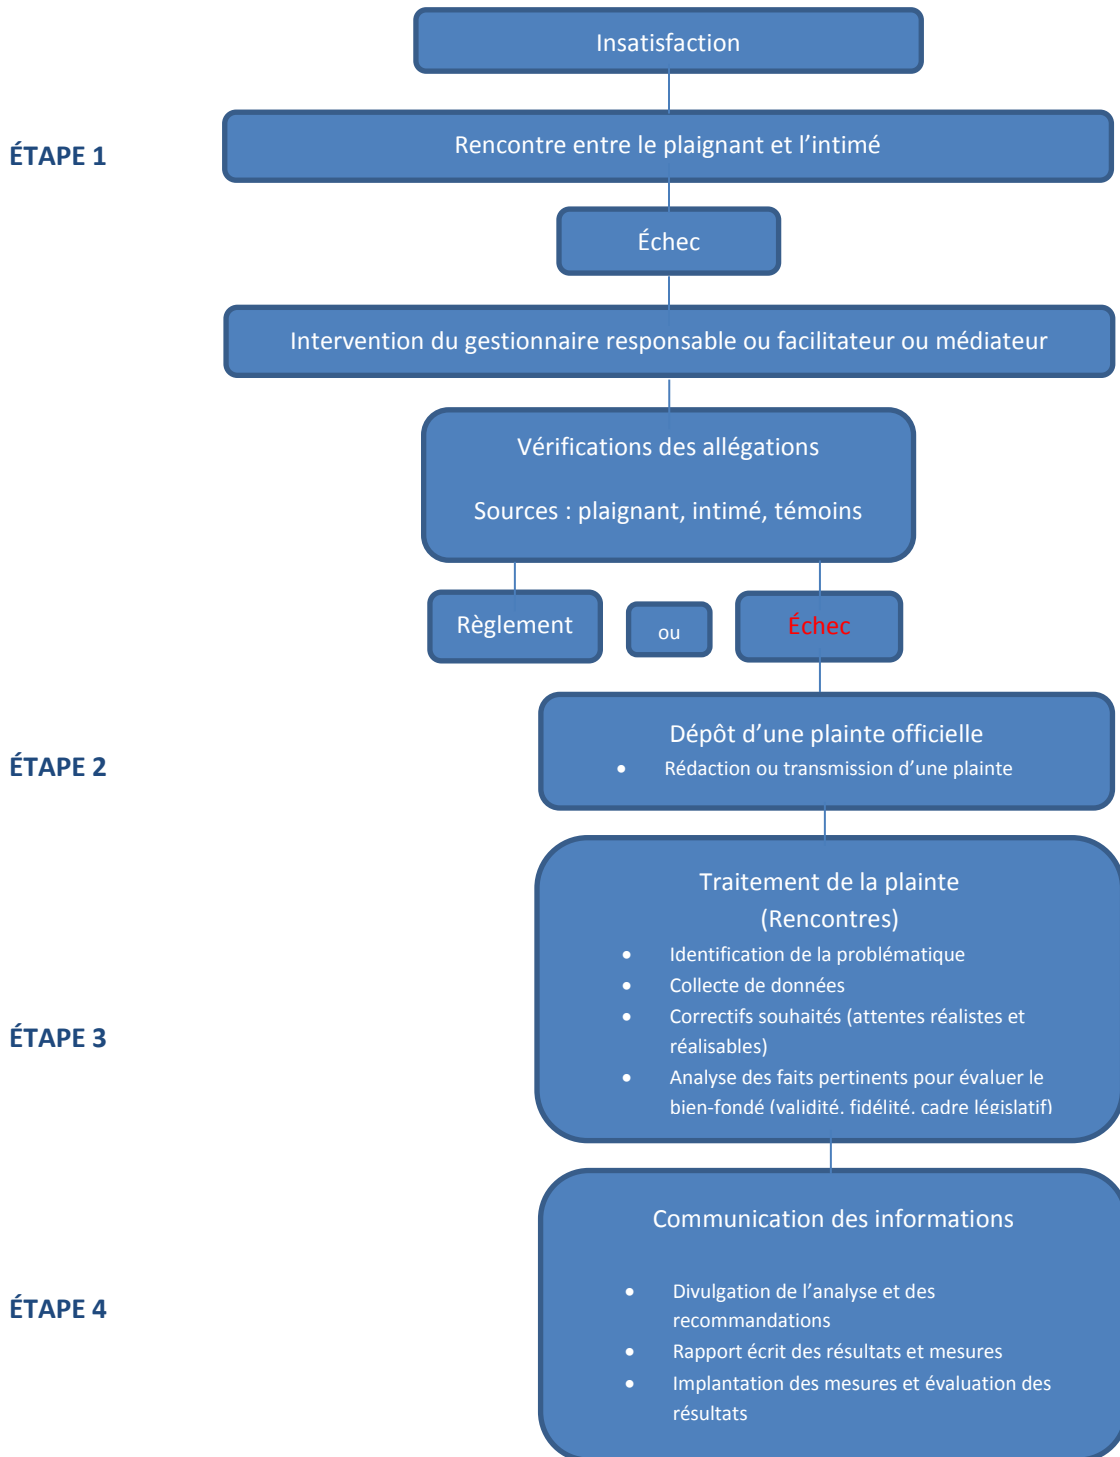 Insatisfaction
ÉTAPE 1
Rencontre entre le plaignant et l’intimé
Échec
Intervention du gestionnaire responsable ou facilitateur ou médiateur
Vérifications des allégations
Sources : plaignant, intimé, témoins
Règlement
ou
Échec
ÉTAPE 2
Dépôt d’une plainte officielle
• Rédaction ou transmission d’une plainte
ÉTAPE 3
Traitement de la plainte
(Rencontres)
• Identification de la problématique
• Collecte de données
• Correctifs souhaités (attentes réalistes et
réalisables)
• Analyse des faits pertinents pour évaluer le
bien-fondé (validité, fidélité, cadre législatif)
ÉTAPE 4
Communication des informations
• Divulgation de l’analyse et des
recommandations
• Rapport écrit des résultats et mesures
• Implantation des mesures et évaluation des
résultats